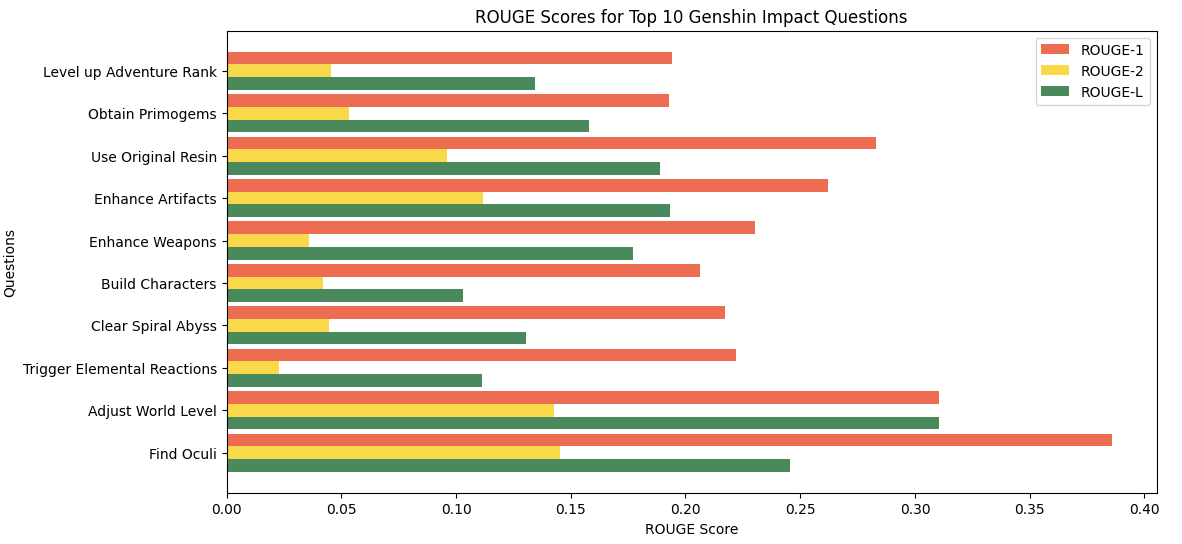 ROUGE Scores for Top 10 Genshin Impact Questions
ROUGE-1
ROUGE-2
ROUGE-L
Questions
Level up Adventure Rank
Obtain Primogems
Use Original Resin
Enhance Artifacts
Enhance Weapons
Build Characters
Clear Spiral Abyss
Trigger Elemental Reactions
Adjust World Level
Find Oculi
0.00 0.05 0.10 0.15 0.20 0.25 0.30 0.35 0.40
ROUGE Score